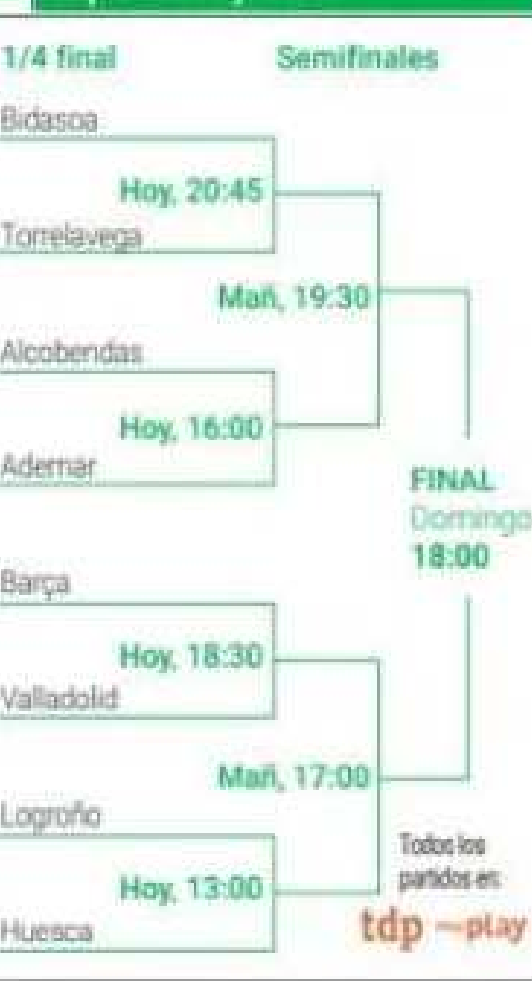 1/4 final
Semifinales
Bidasoa
Hoy, 20:45
Torrelavega
Mañ, 19:30
Alcobendas
Hoy, 16:00
Ademar
FINAL
Domingo
18:00
Barça
Hoy, 18:30
Valladolid
Mañ, 17:00
Logroño
Todos los
partidos en:
Hoy, 13:00
tdp play
Huesca